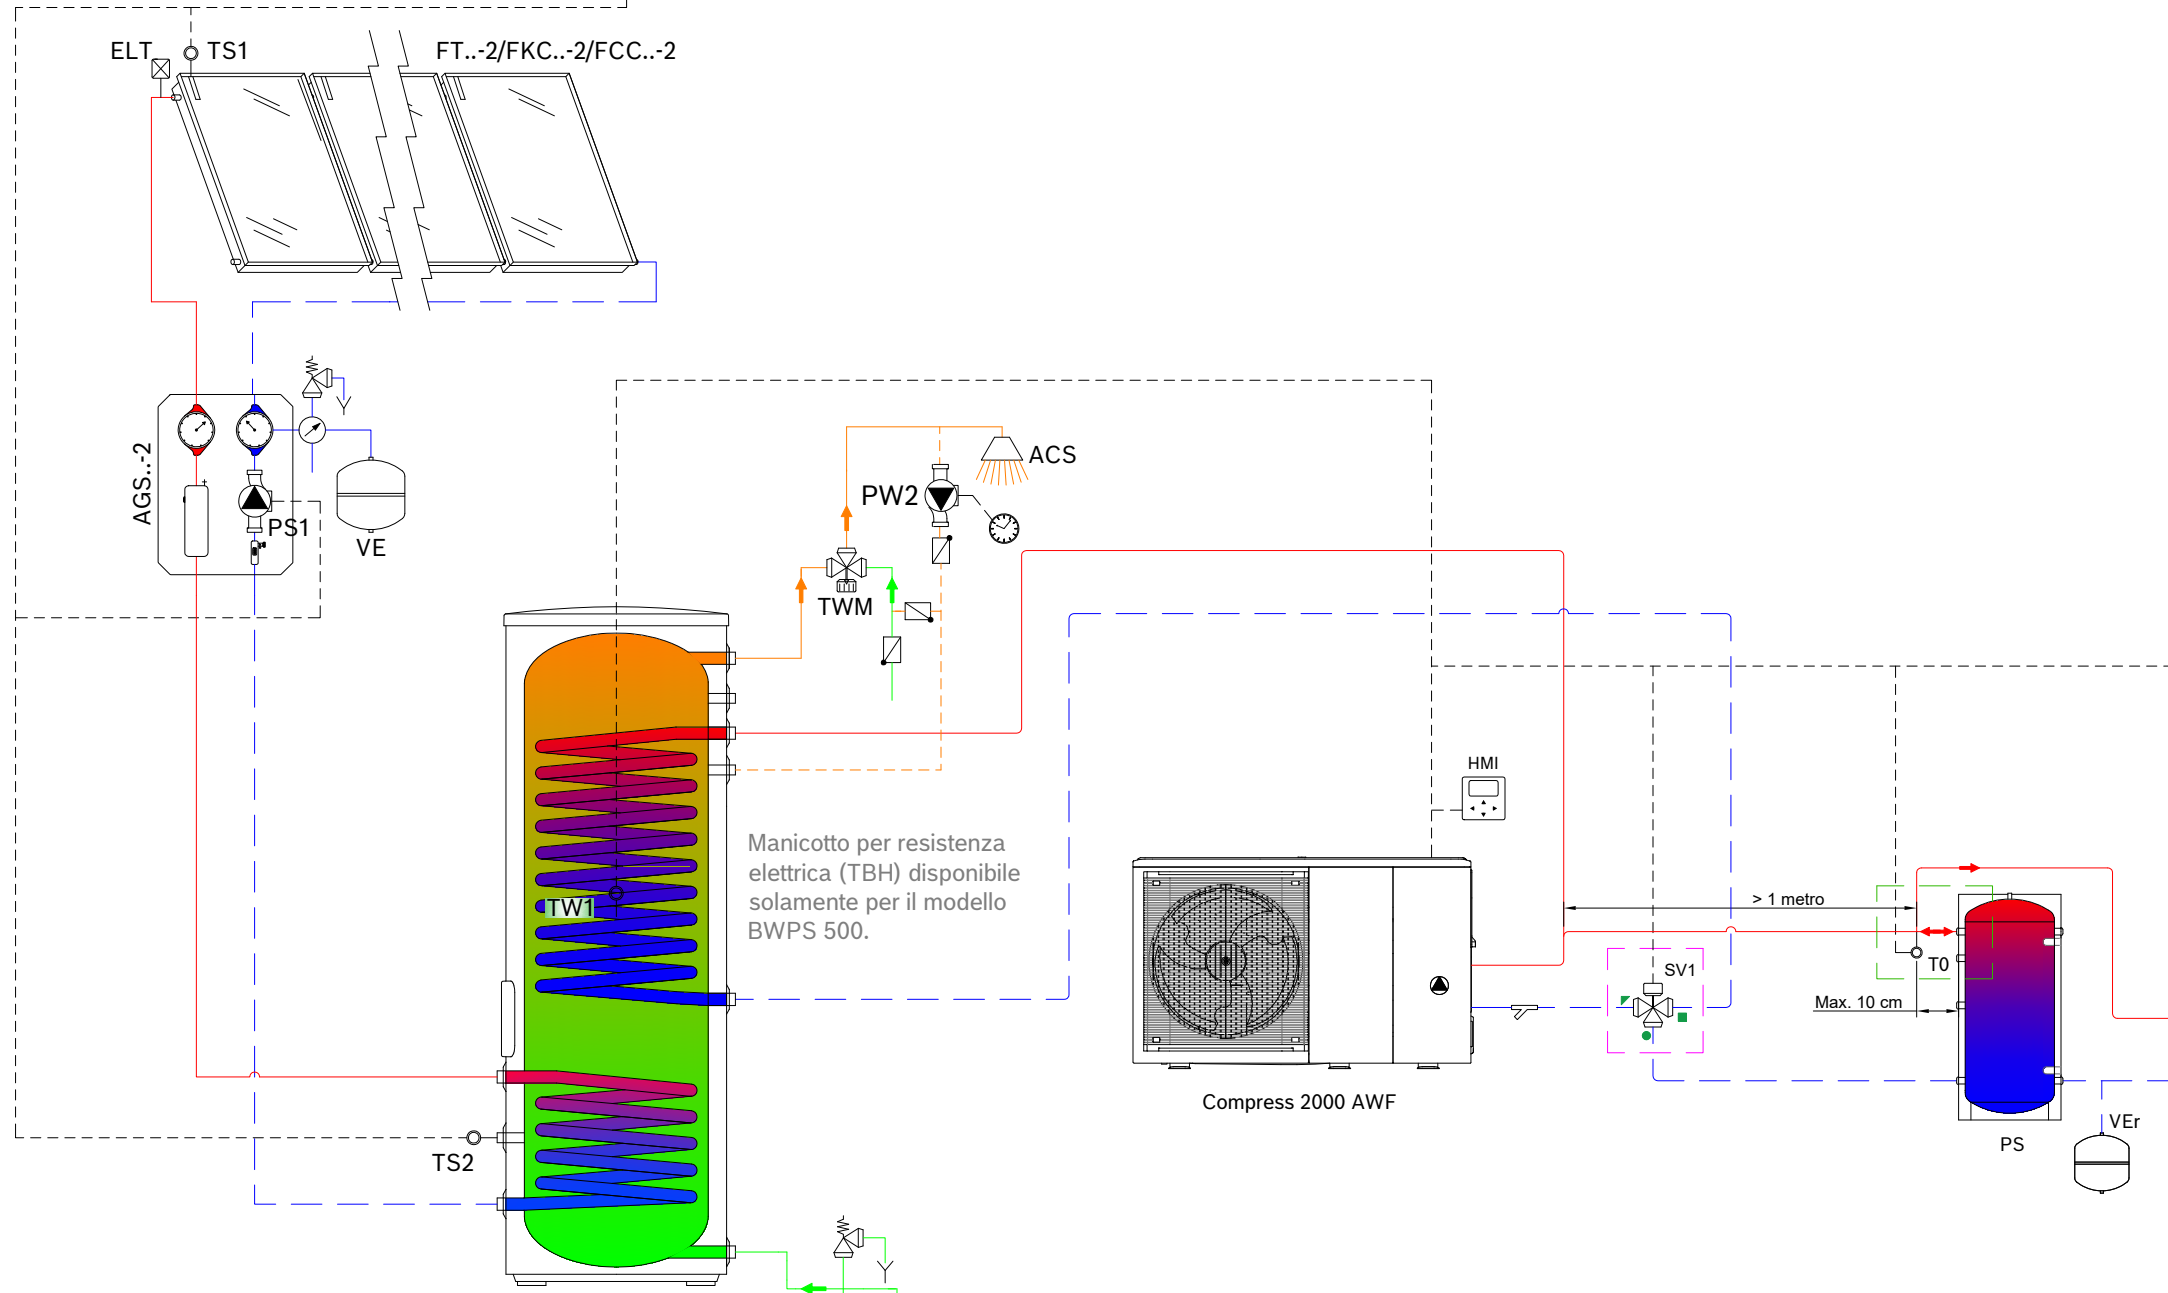 ELT
TS1
FT..-2/FKC..-2/FCC..-2
AGS..-2
PS1
VE
ACS
PW2
TWM
HMI
Manicotto per resistenza
elettrica (TBH) disponibile
solamente per il modello
BWPS 500.
TW1
> 1 metro
SV1
T0
Max. 10 cm
Compress 2000 AWF
VEr
PS
TS2